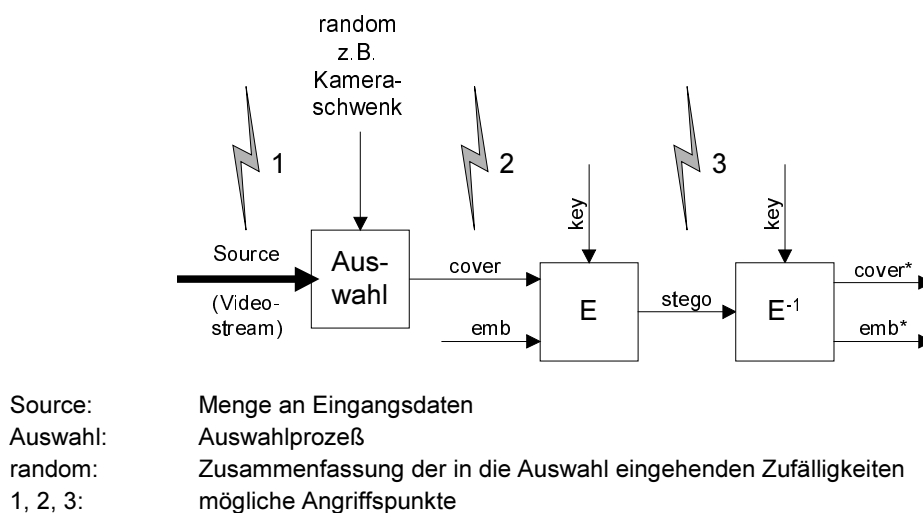 random
z.B.
Kamera-
schwenk
1
2
3
key
key
Source
(Video-
stream)
Aus-
wahl
cover
emb
E
stego
E-1
cover*
emb*
Source: Menge an Eingangsdaten
Auswahl: Auswahlprozeß
random: Zusammenfassung der in die Auswahl eingehenden Zufälligkeiten
1, 2, 3: mögliche Angriffspunkte